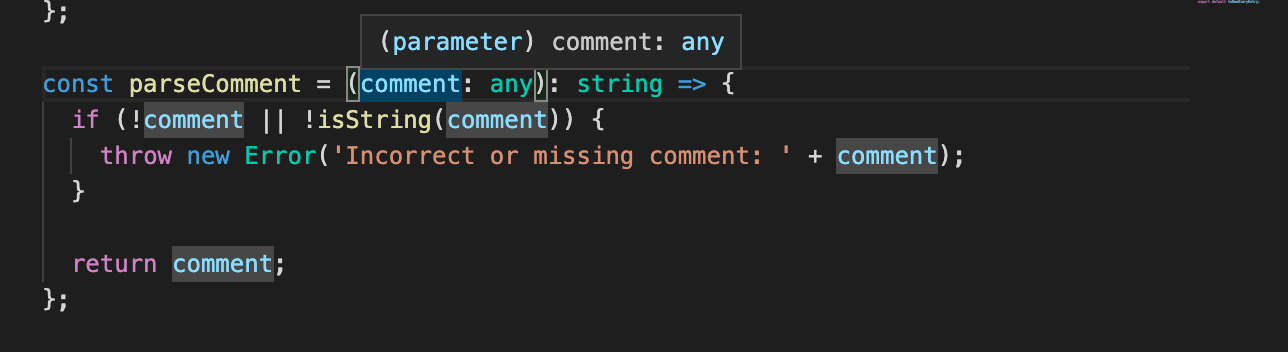 };
(parameter) comment: any
const parseComment = (comment: any): string => {
if (!comment || !isString(comment)) {
throw new Error('Incorrect or missing comment: ' + comment);
}
return comment;
};